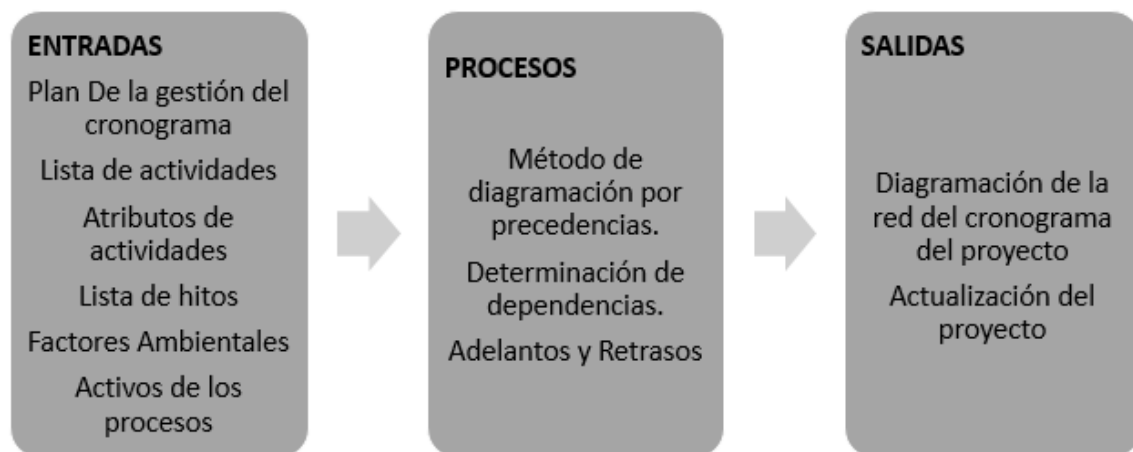 ENTRADAS
Plan De la gestión del
cronograma
Lista de actividades
Atributos de
actividades
Lista de hitos
Factores Ambientales
Activos de los
procesos
PROCESOS
Método de
diagramación por
precedencias.
Determinación de
dependencias.
Adelantos y Retrasos
SALIDAS
Diagramación de la
red del cronograma
del proyecto
Actualización del
proyecto